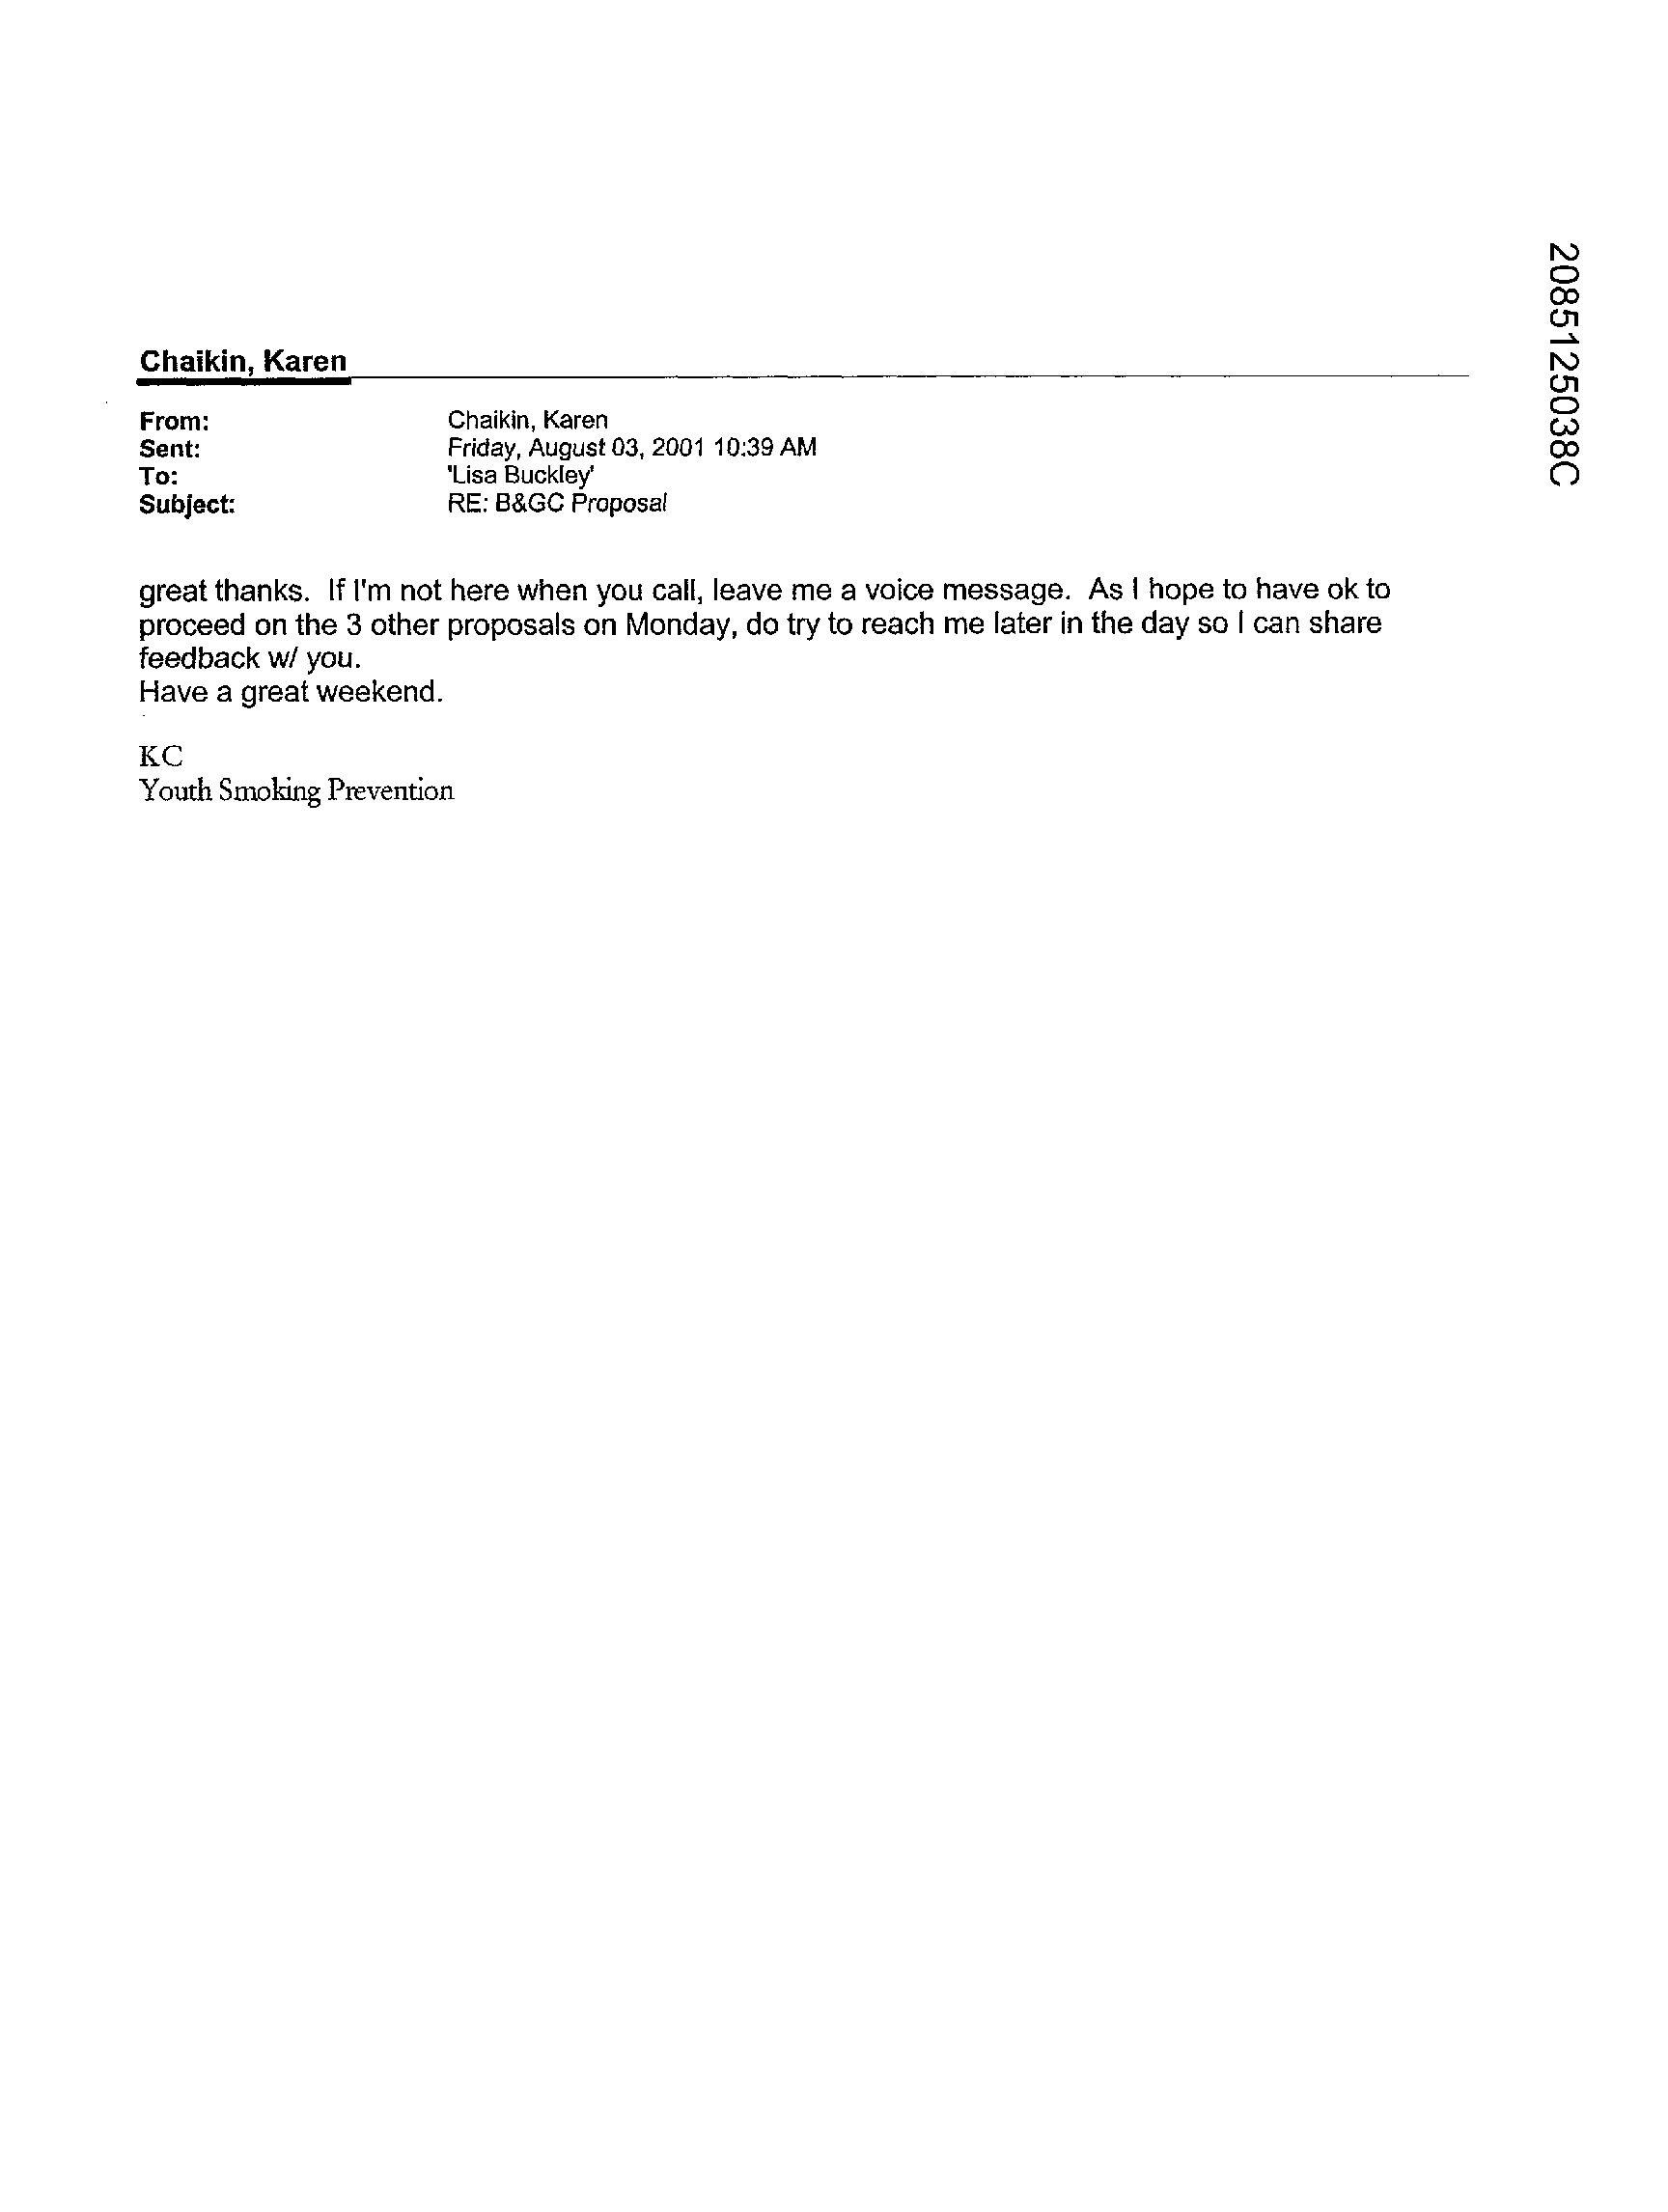 2085125038C
Chaikin, Karen
From: Chaikin, Karen
Sent: Friday, August 03, 2001 10:39 AM
To: 'Lisa Buckley'
Subject: RE: B&GC Proposal
great thanks. If I'm not here when you call, leave me a voice message. As I hope to have ok to
proceed on the 3 other proposals on Monday, do try to reach me later in the day so I can share
feedback w/ you.
Have a great weekend.
KC
Youth Smoking Prevention